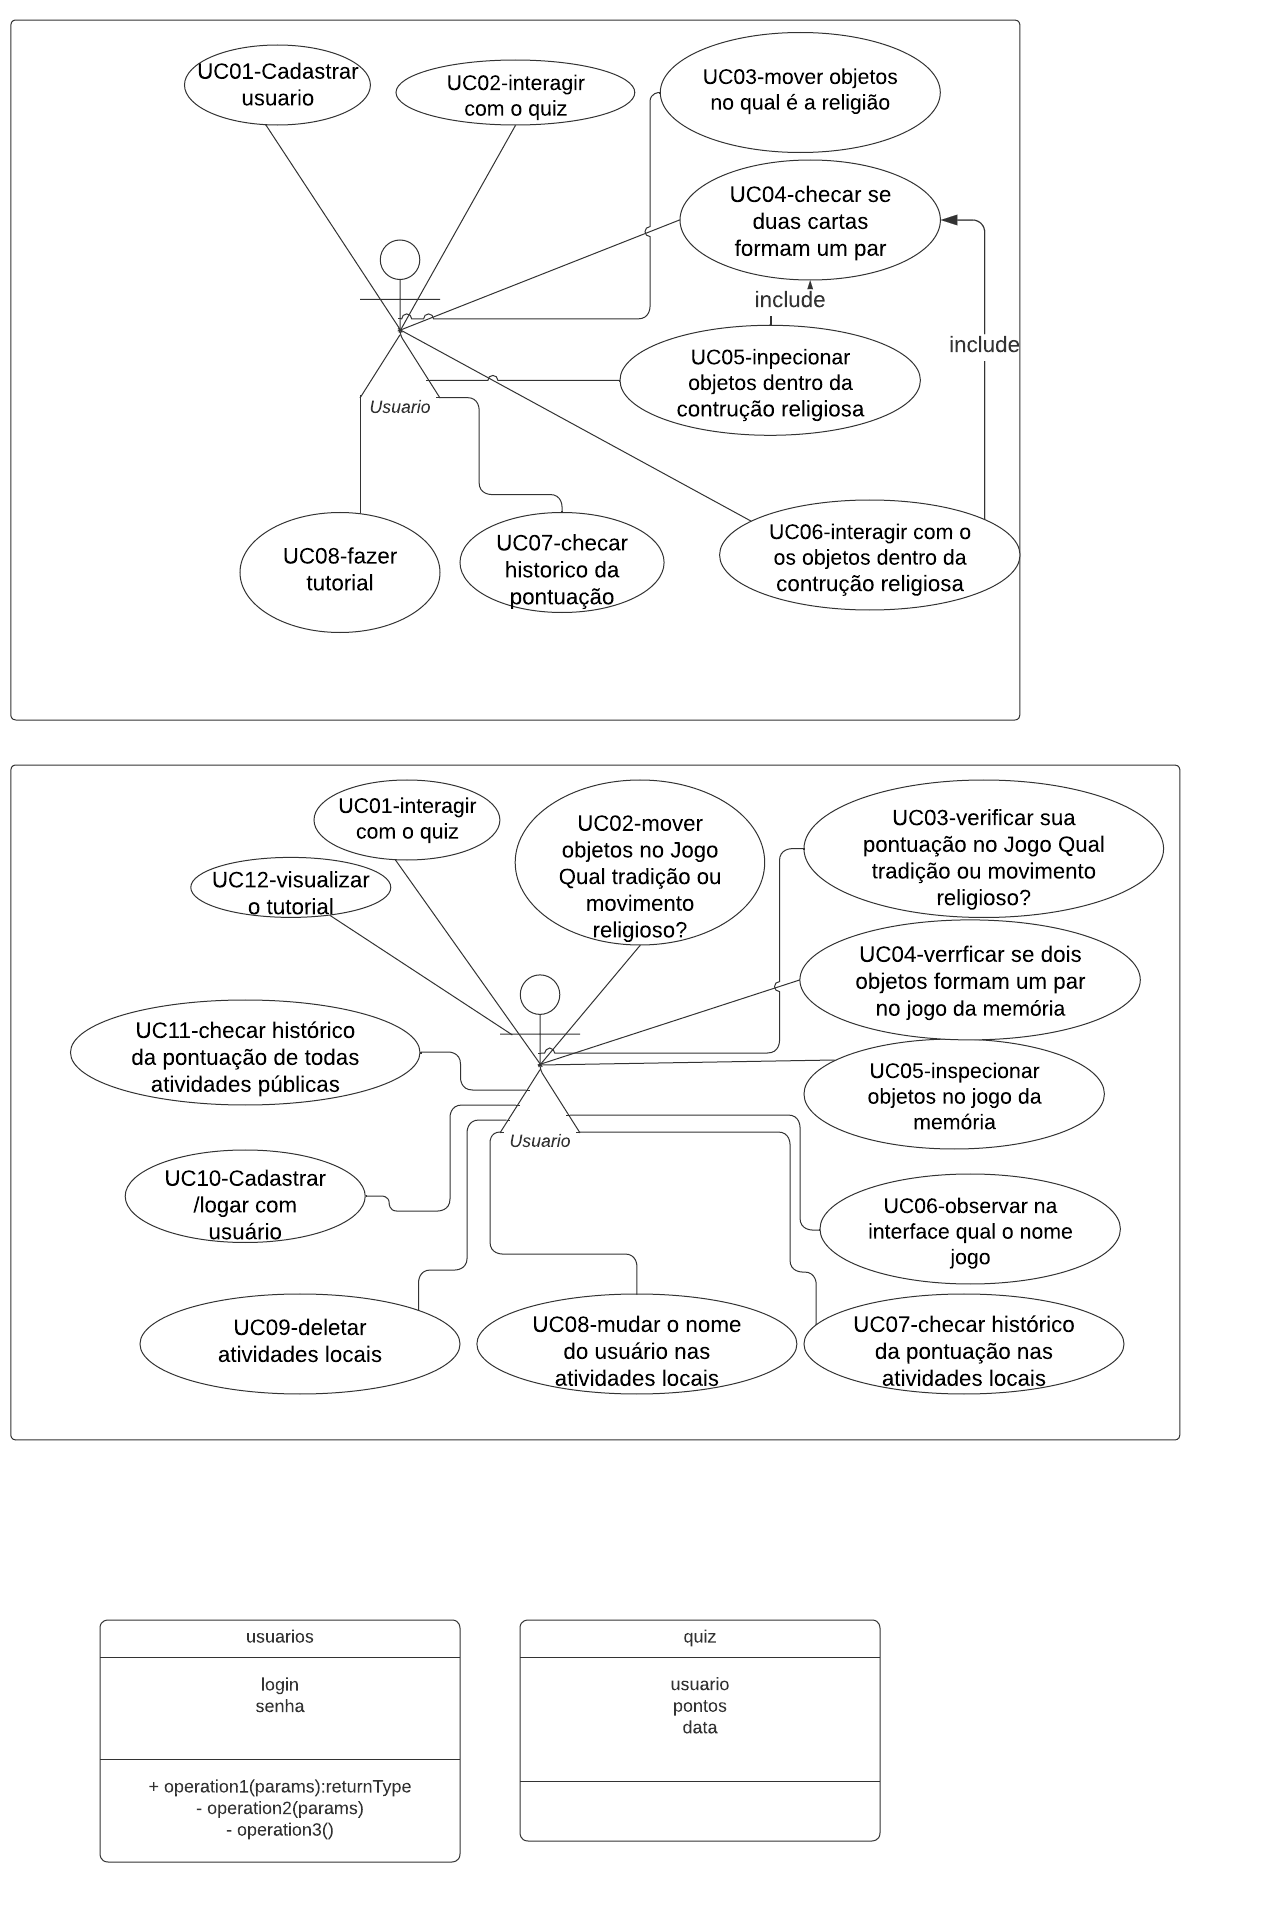 UC01-Cadastrar
usuario
UC02-interagir
com o quiz
UC03-mover objetos
no qual é a religião
UC04-checar se
duas cartas
formam um par
include
include
UC05-inpecionar
objetos dentro da
contrução religiosa
Usuario
UC06-interagir com o
os objetos dentro da
contrução religiosa
UC07-checar
historico da
pontuação
UC08-fazer
tutorial
UC01-interagir
com o quiz
UC02-mover
objetos no Jogo
Qual tradição ou
movimento
religioso?
UC03-verificar sua
pontuação no Jogo Qual
tradição ou movimento
religioso?
UC12-visualizar
o tutorial
UC04-verrficar se dois
objetos formam um par
no jogo da memória
UC11-checar histórico
da pontuação de todas
atividades públicas
UC05-inspecionar
objetos no jogo da
memória
Usuario
UC10-Cadastrar
/logar com
usuário
UC06-observar na
interface qual o nome
jogo
UC09-deletar
atividades locais
UC08-mudar o nome
do usuário nas
atividades locais
UC07-checar histórico
da pontuação nas
atividades locais
usuarios
login
senha
+ operation1(params):returnType
- operation2(params)
- operation3()
quiz
usuario
pontos
data